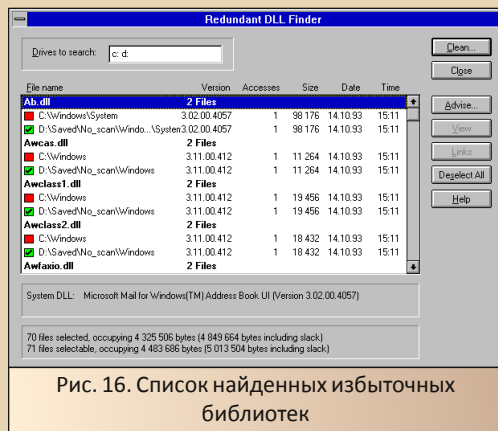 Redundant DLL Finder
Drives to search: c: d:
Clean...
Close
File name Version Accesses Size Date Time
Ab.dll 2 Files
C:\Windows\System 3.02.00.4057 1 98 176 14.10.93 15:11
D:\Saved\No_scan\Windo...\System 3.02.00.4057 1 98 176 14.10.93 15:11
Awcas.dll 2 Files
C:\Windows 3.11.00.412 1 11 264 14.10.93 15:11
D:\Saved\No_scan\Windows 3.11.00.412 1 11 264 14.10.93 15:11
Awclass1.dll 2 Files
C:\Windows 3.11.00.412 1 19 456 14.10.93 15:11
D:\Saved\No_scan\Windows 3.11.00.412 1 19 456 14.10.93 15:11
Awclass2.dll 2 Files
C:\Windows 3.11.00.412 1 18 432 14.10.93 15:11
D:\Saved\No_scan\Windows 3.11.00.412 1 18 432 14.10.93 15:11
Awfaxio.dll 2 Files
Advise...
View
Links
Deselect All
Help
System DLL: Microsoft Mail for Windows(TM) Address Book UI (Version 3.02.00.4057)
70 files selected, occupying 4 325 506 bytes (4 849 664 bytes including slack)
71 files selectable, occupying 4 483 686 bytes (5 013 504 bytes including slack)
Рис. 16. Список найденных избыточных
библиотек